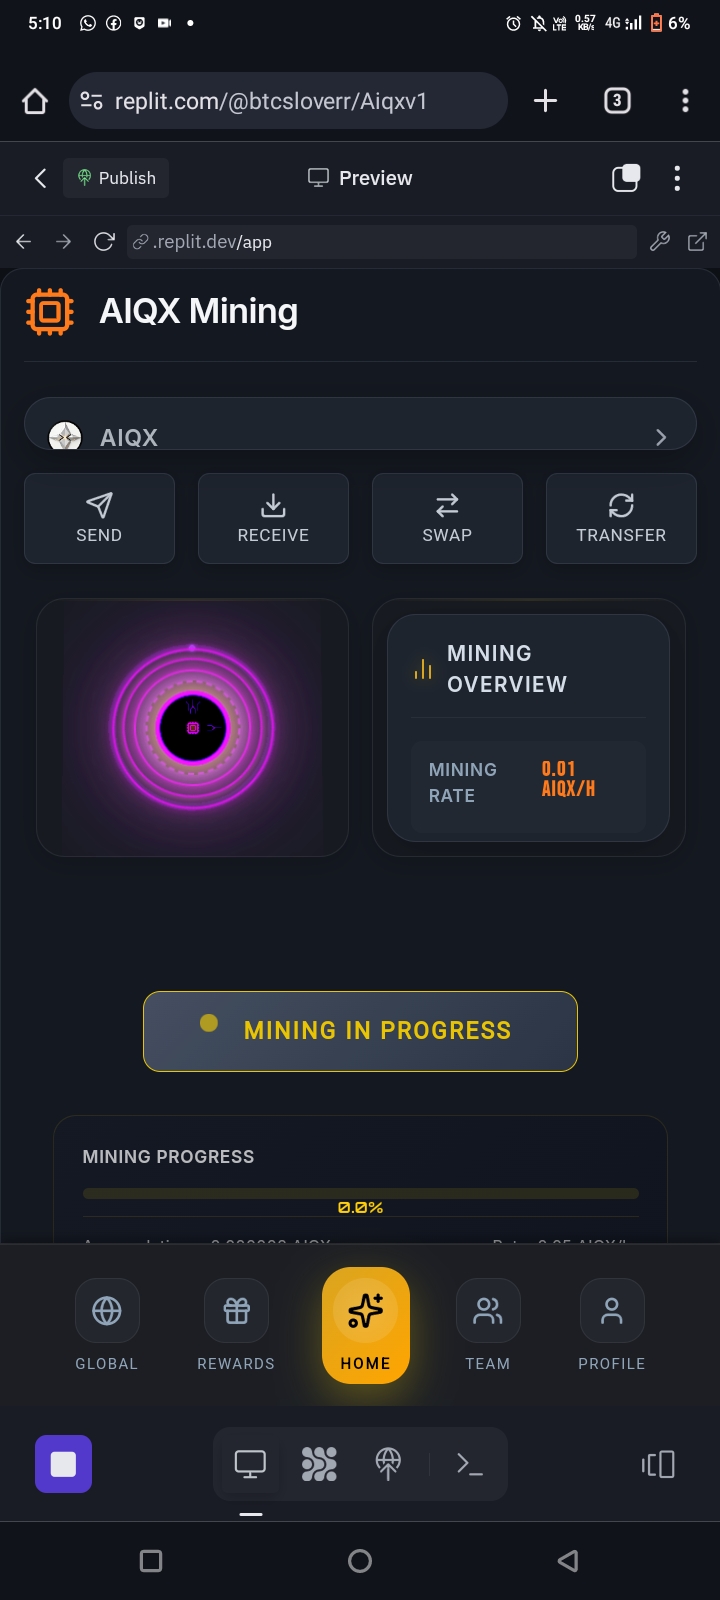 5:10
Vo)
LTE
0.57
KB/s
4G
6%
replit.com/@btcsloverr/Aiqxv1
3
Publish
Preview
.replit.dev/app
AIQX Mining
AIQX
SEND
RECEIVE
SWAP
TRANSFER
MINING
OVERVIEW
MINING
RATE
0.01
AIQX/H
MINING IN PROGRESS
MINING PROGRESS
0.0%
GLOBAL
REWARDS
HOME
TEAM
PROFILE